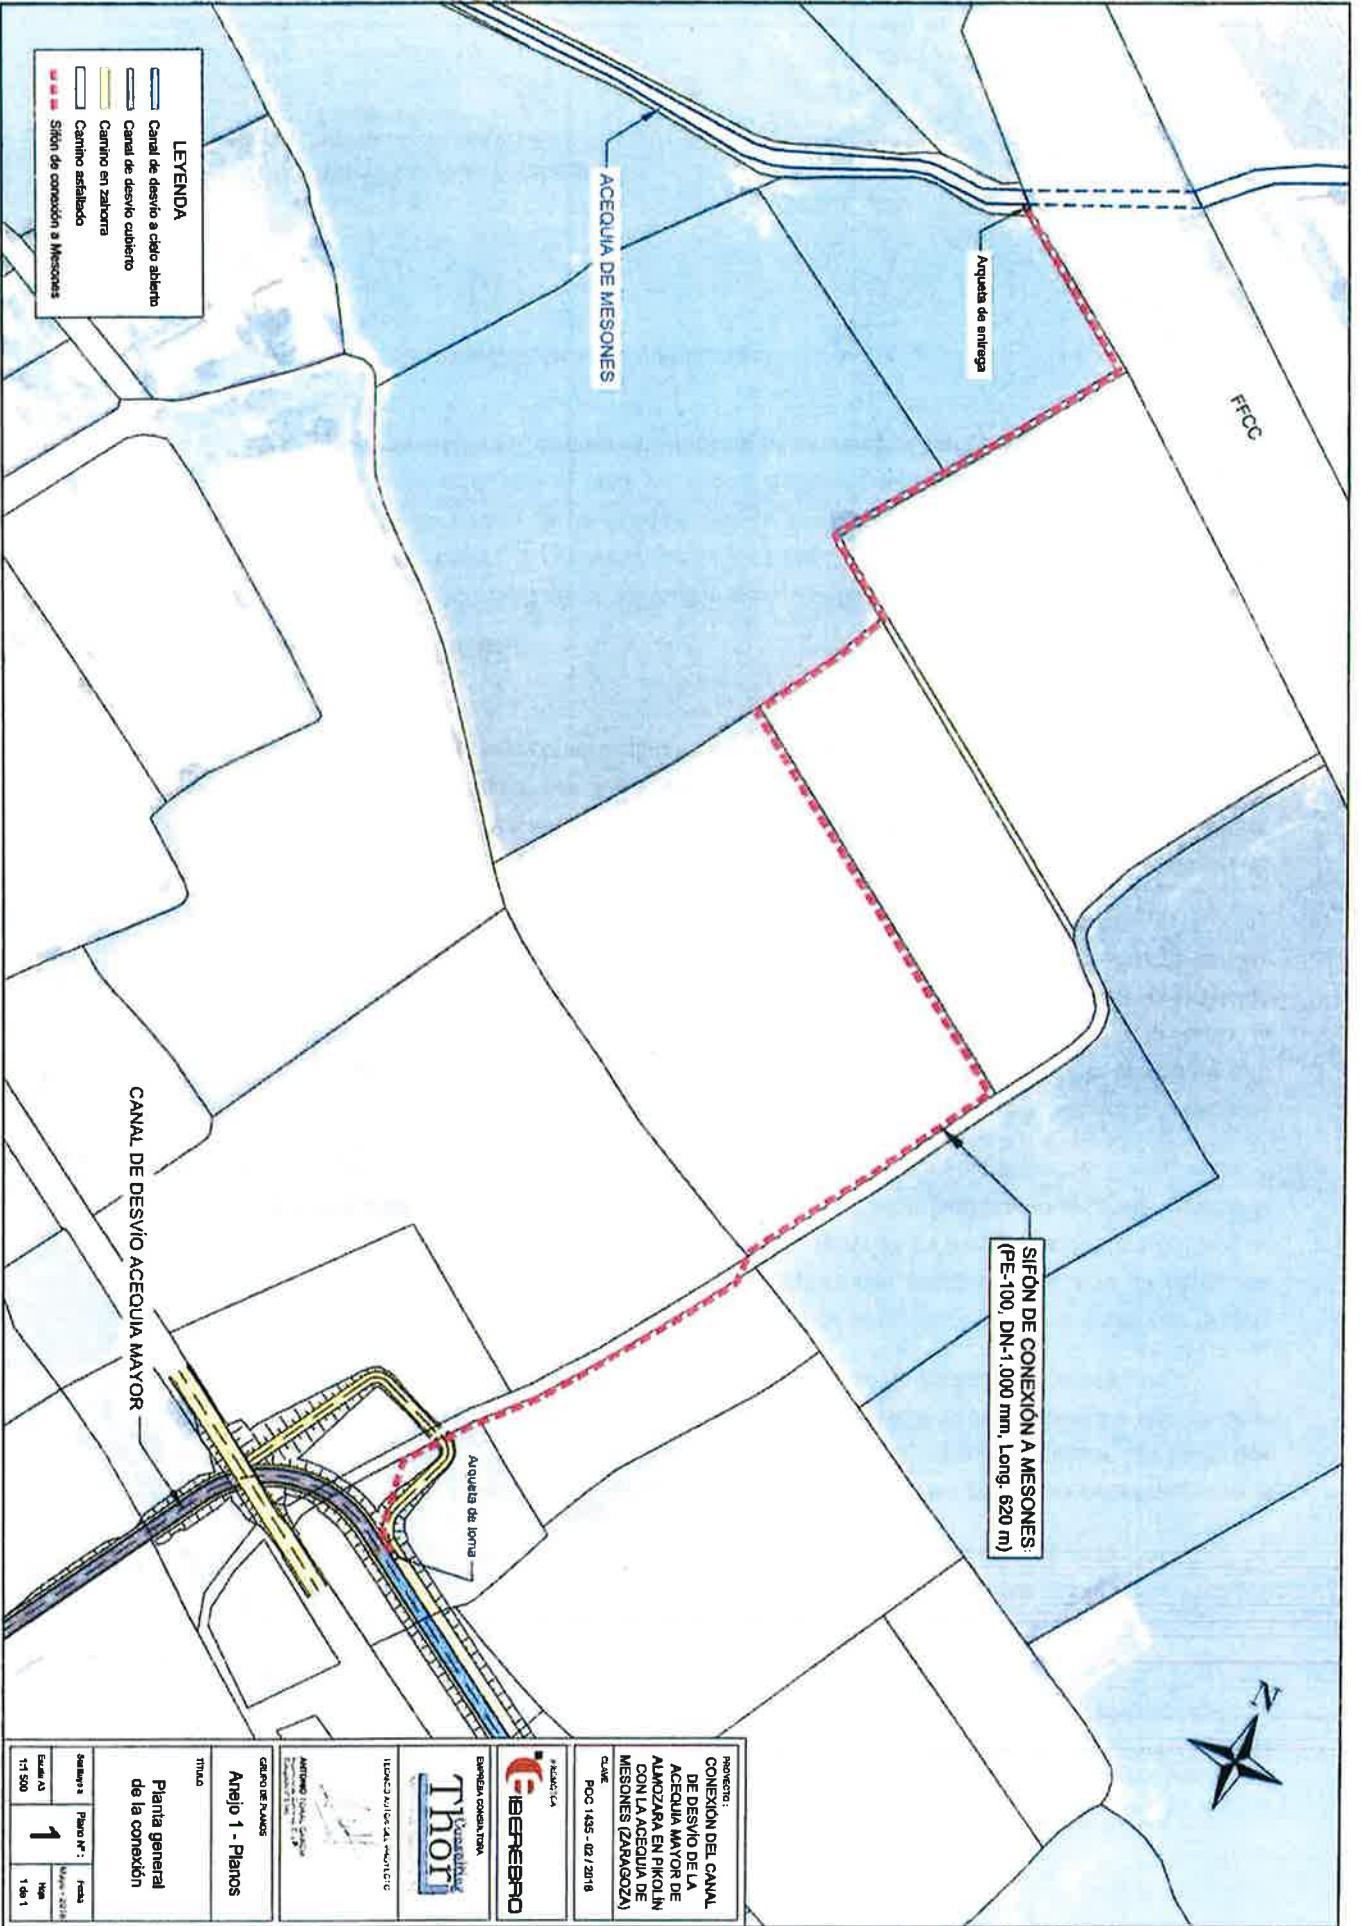 LEYENDA
Canal de desvío a cielo abierto
Canal de desvío cubierto
Camino en zahorra
Camino asfaltado
Sifón de conexión a Mesones
ACEQUIA DE MESONES
Arqueta de entrega
FFCC
SIFÓN DE CONEXIÓN A MESONES:
(PE-100, DN-1.000 mm, Long. 620 m)
CANAL DE DESVÍO ACEQUIA MAYOR
Arqueta de toma
N
PROYECTO :
CONEXIÓN DEL CANAL
DE DESVÍO DE LA
ACEQUIA MAYOR DE
ALMOZARA EN PIKOLÍN
CON LA ACEQUIA DE
MESONES (ZARAGOZA)
CLAVE
POC 1435 - 02 / 2018
IBEREBRO
EMPRESA CONSULTORA
Consulting
Thor
GRUPO DE PLANOS
Anejo 1 - Planos
TÍTULO
Planta general
de la conexión
Sustituye a
Plano Nº :
Fecha
Escala A3
1:1 500
1
Hoja
1 de 1